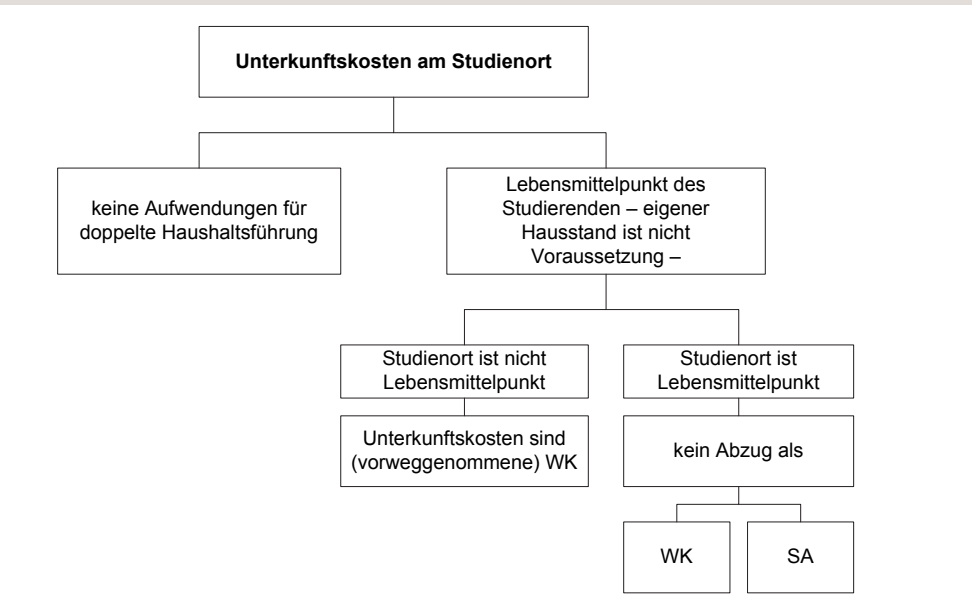 Unterkunftskosten am Studienort
keine Aufwendungen für
doppelte Haushaltsführung
Lebensmittelpunkt des
Studierenden – eigener
Hausstand ist nicht
Voraussetzung –
Studienort ist nicht
Lebensmittelpunkt
Studienort ist
Lebensmittelpunkt
Unterkunftskosten sind
(vorweggenommene) WK
kein Abzug als
WK
SA